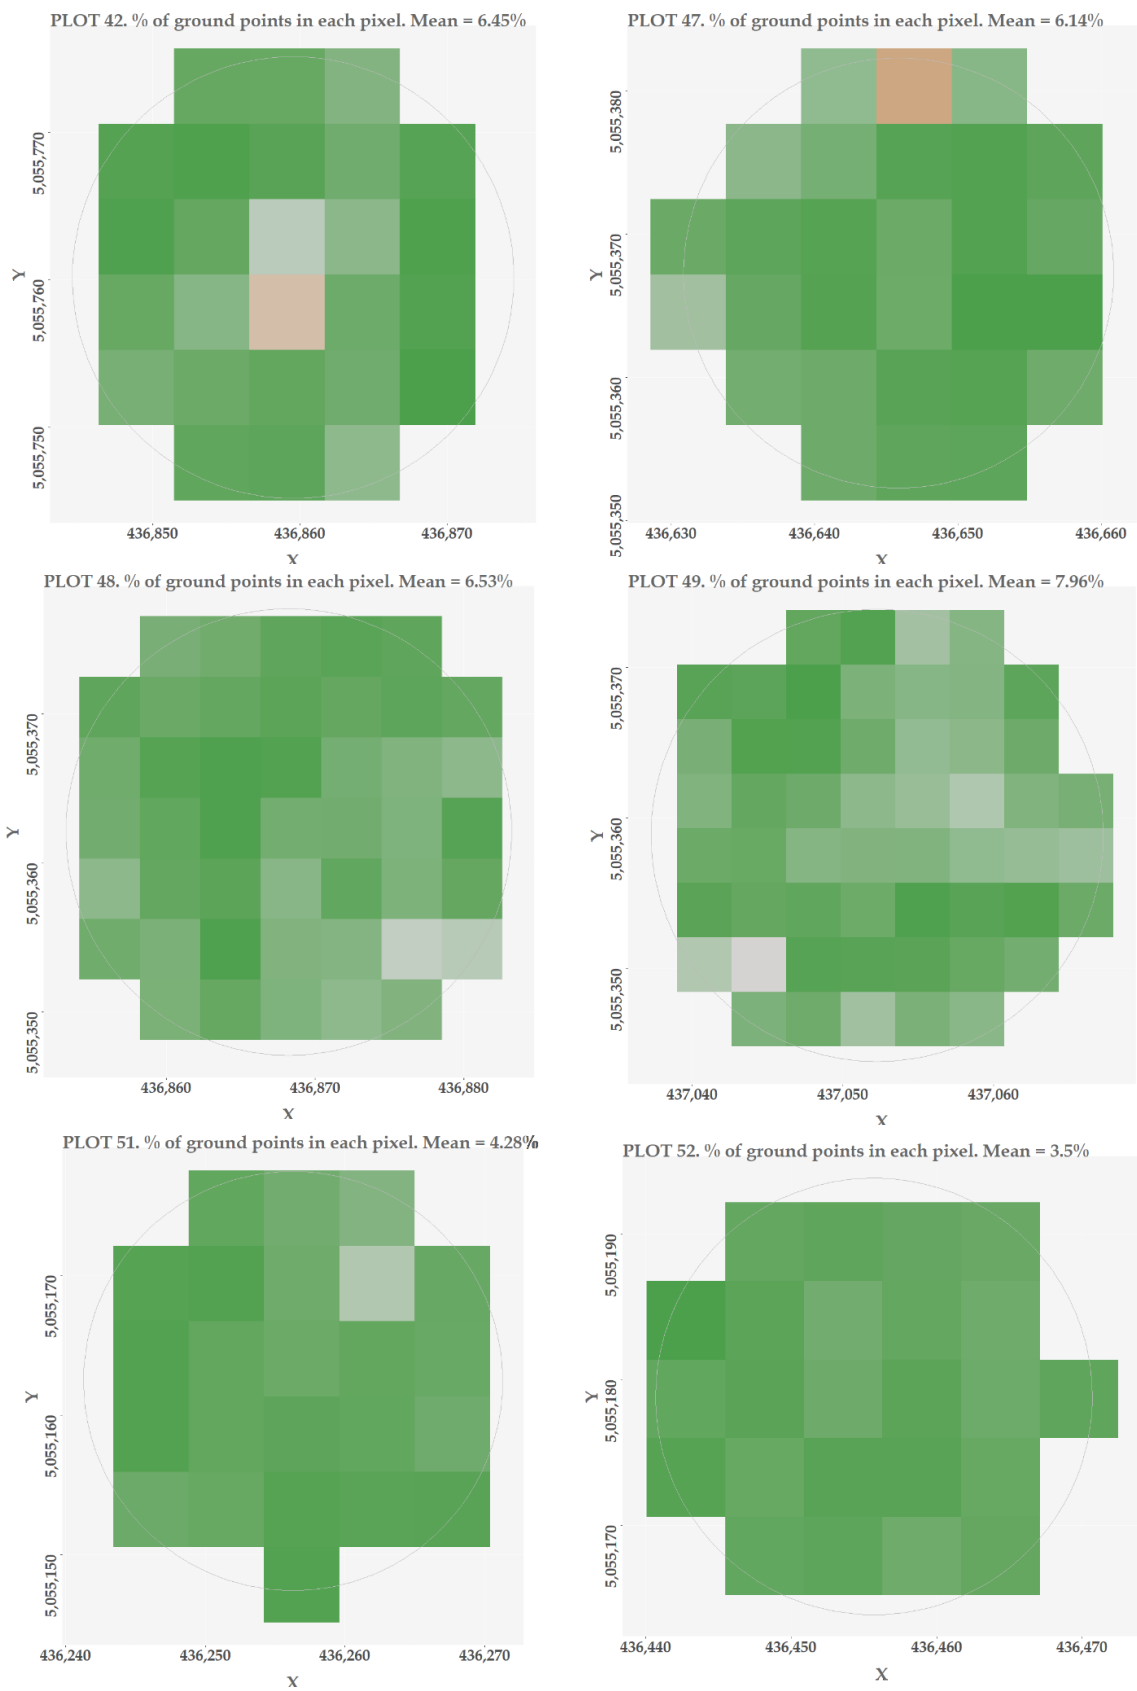 PLOT 42. % of ground points in each pixel. Mean = 6.45%
5,055,770
5,055,760
5,055,750
Y
436,850 436,860 436,870
X
PLOT 47. % of ground points in each pixel. Mean = 6.14%
5,055,380
5,055,370
5,055,360
5,055,350
Y
436,630 436,640 436,650 436,660
X
PLOT 48. % of ground points in each pixel. Mean = 6.53%
5,055,370
5,055,360
5,055,350
Y
436,860 436,870 436,880
X
PLOT 49. % of ground points in each pixel. Mean = 7.96%
5,055,370
5,055,360
5,055,350
Y
437,040 437,050 437,060
X
PLOT 51. % of ground points in each pixel. Mean = 4.28%
5,055,170
5,055,160
5,055,150
Y
436,240 436,250 436,260 436,270
X
PLOT 52. % of ground points in each pixel. Mean = 3.5%
5,055,190
5,055,180
5,055,170
Y
436,440 436,450 436,460 436,470
X